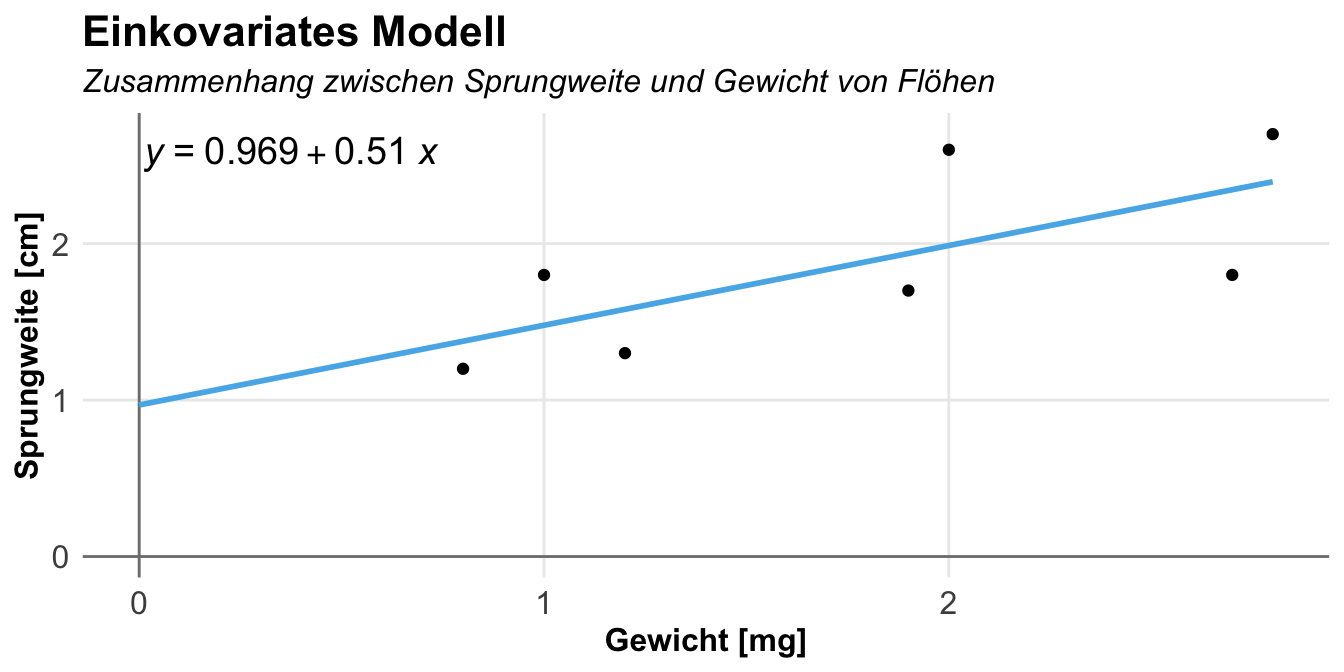 Einkovariates Modell
Zusammenhang zwischen Sprungweite und Gewicht von Flöhen
y = 0.969 + 0.51 x
Sprungweite [cm]
2
1
0
0 1 2
Gewicht [mg]